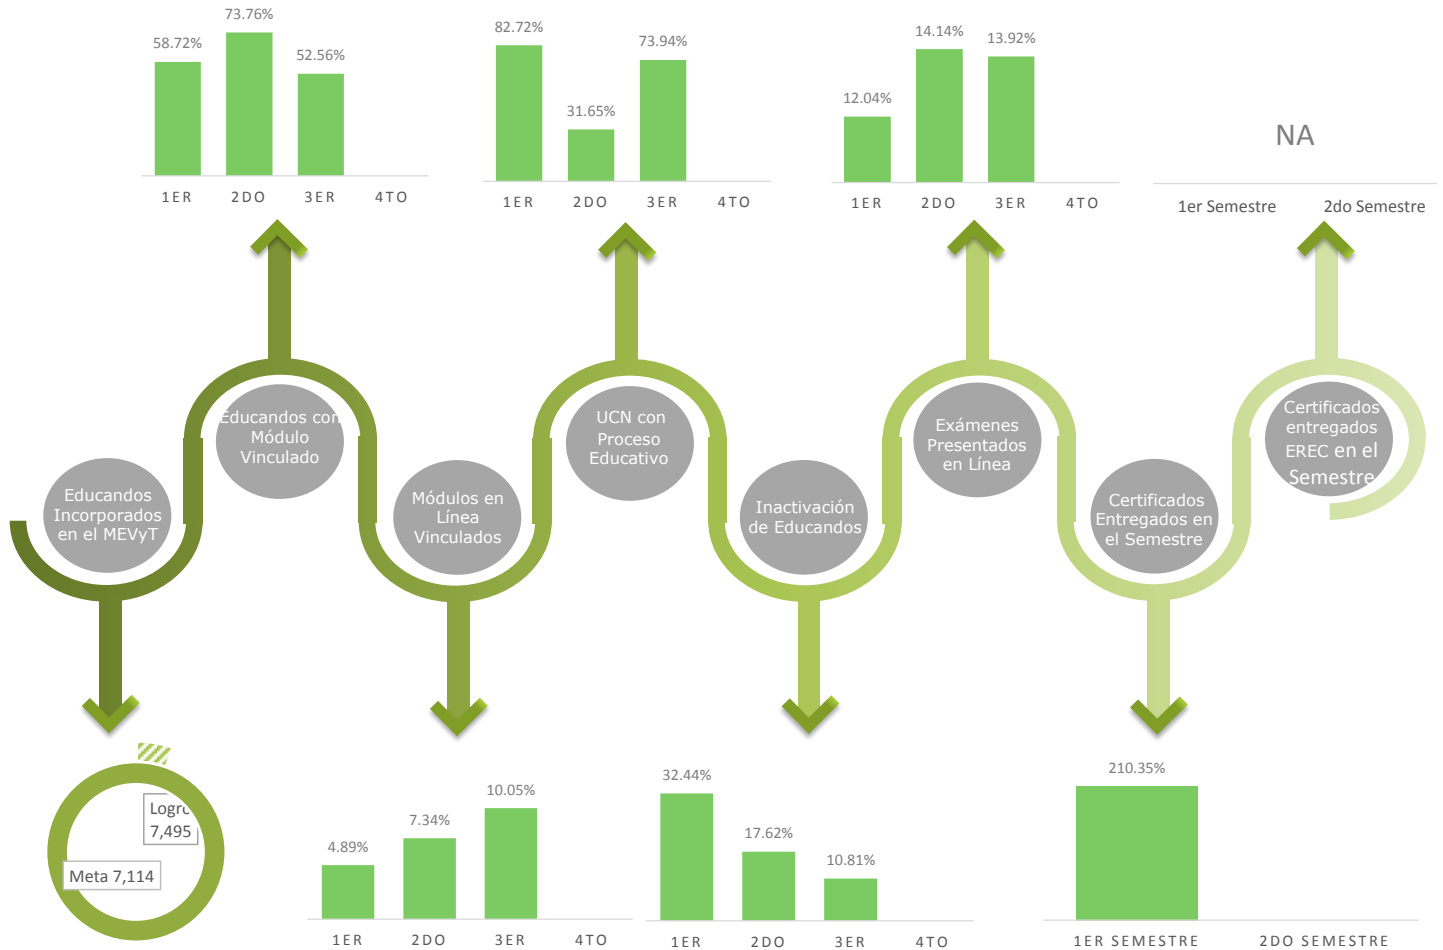 58.72%
73.76%
52.56%
1ER
2DO
3ER
4TO
82.72%
31.65%
73.94%
1ER
2DO
3ER
4TO
12.04%
14.14%
13.92%
1ER
2DO
3ER
4TO
NA
1er Semestre
2do Semestre
Educandos
Incorporados
en el MEVyT
Educandos con
Módulo
Vinculado
Módulos en
Línea
Vinculados
UCN con
Proceso
Educativo
Inactivación
de Educandos
Exámenes
Presentados
en Línea
Certificados
Entregados en
el Semestre
Certificados
entregados
EREC en el
Semestre
Logro
7,495
Meta 7,114
4.89%
7.34%
10.05%
1ER
2DO
3ER
4TO
32.44%
17.62%
10.81%
1ER
2DO
3ER
4TO
210.35%
1ER SEMESTRE
2DO SEMESTRE